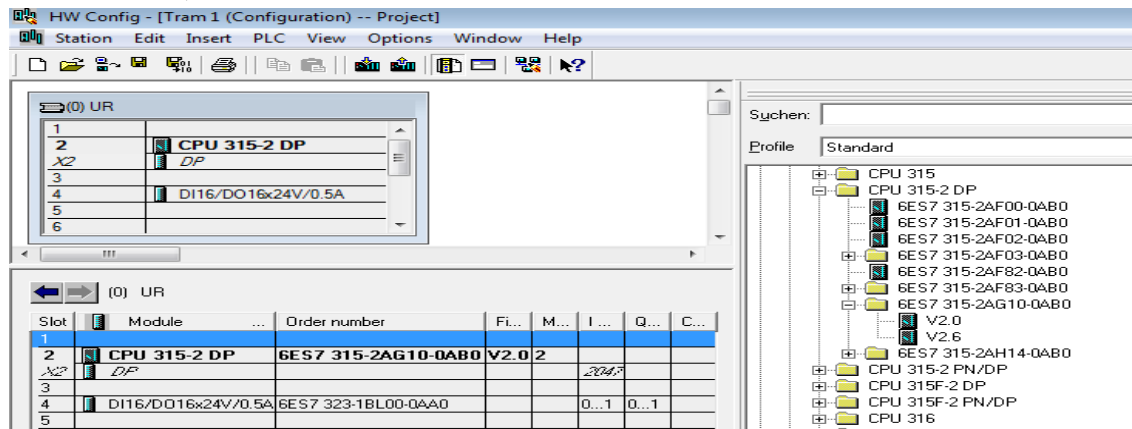 HW Config - [Tram 1 (Configuration) -- Project]
Station Edit Insert PLC View Options Window Help
(0) UR
1
2 CPU 315-2 DP
X2 DP
3
4 DI16/DO16x24V/0.5A
5
6
(0) UR
Slot Module ... Order number Fi... M... I ... Q... C...
1
2 CPU 315-2 DP 6ES7 315-2AG10-0AB0 V2.0 2
X2 DP 2047
3
4 DI16/DO16x24V/0.5A 6ES7 323-1BL00-0AA0 0...1 0...1
5
Suchen:
Profile Standard
CPU 315
CPU 315-2 DP
6ES7 315-2AF00-0AB0
6ES7 315-2AF01-0AB0
6ES7 315-2AF02-0AB0
6ES7 315-2AF03-0AB0
6ES7 315-2AF82-0AB0
6ES7 315-2AF83-0AB0
6ES7 315-2AG10-0AB0
V2.0
V2.6
6ES7 315-2AH14-0AB0
CPU 315-2 PN/DP
CPU 315F-2 DP
CPU 315F-2 PN/DP
CPU 316